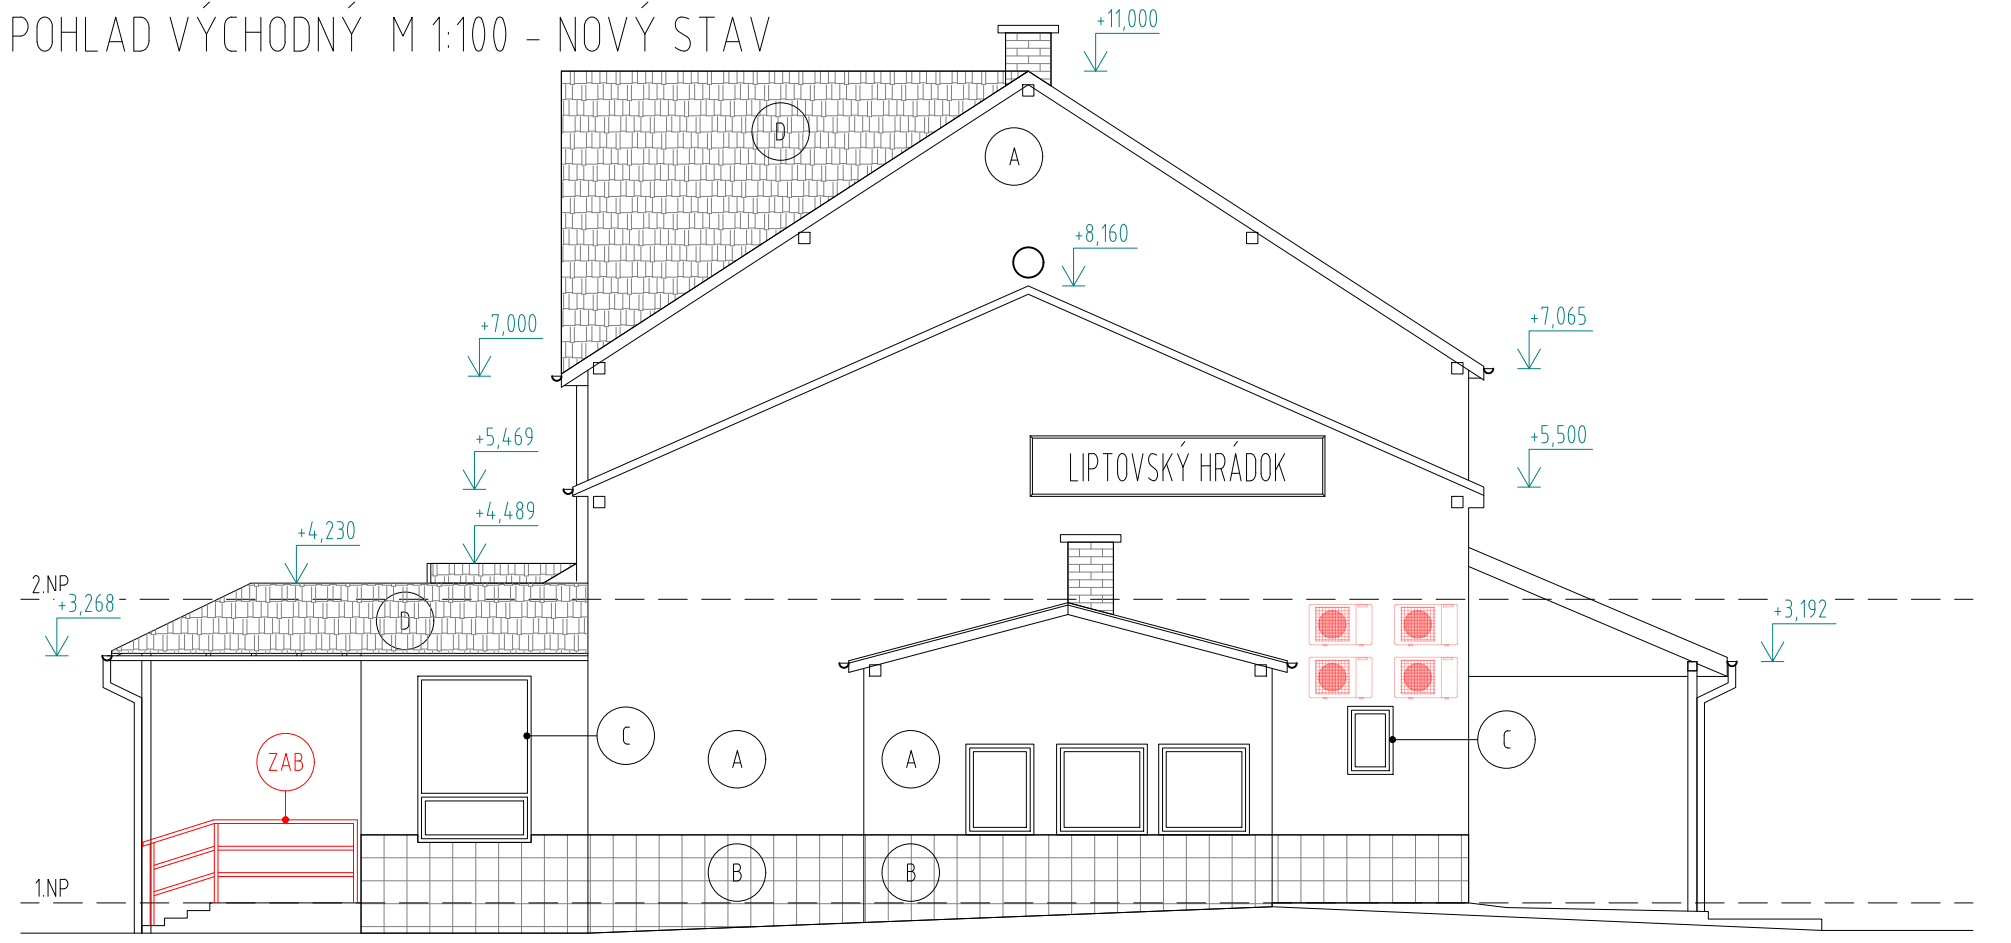 POHLAD VÝCHODNÝ M 1:100 - NOVÝ STAV
+11,000
D
A
+8,160
+7,000
+7,065
+5,469
+5,500
LIPTOVSKÝ HRÁDOK
+4,489
+4,230
2.NP
+3,268
D
+3,192
C
A
A
C
ZAB
B
B
1.NP